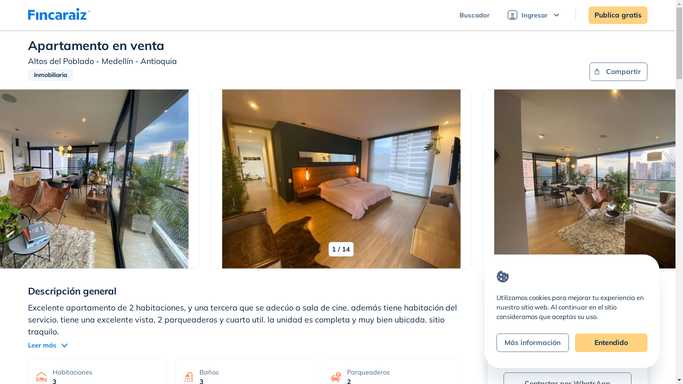 Fincaraiz
Buscador
Ingresar
Publica gratis
Apartamento en venta
Altos del Poblado - Medellín - Antioquia
Inmobiliaria
Compartir
1 / 14
Descripción general
Excelente apartamento de 2 habitaciones, y una tercera que se adecúo a sala de cine. además tiene habitación del
servicio, tiene una excelente vista, 2 parqueaderos y cuarto util. la unidad es completa y muy bien ubicada. sitio
traquilo.
Leer más
Utilizamos cookies para mejorar tu experiencia en
nuestro sitio web. Al continuar en el sitio
consideramos que aceptas su uso.
Más información
Entendido
Habitaciones
3
Baños
3
Parqueaderos
2
Contactar por WhatsApp